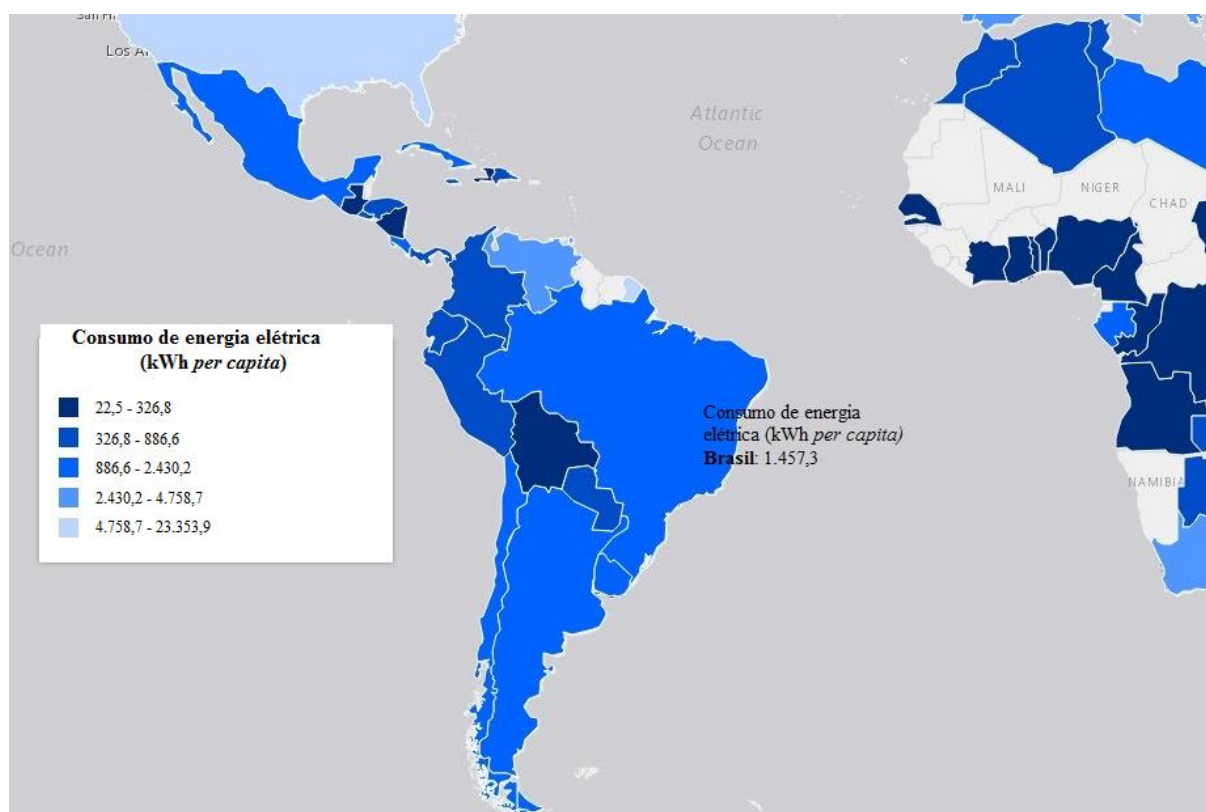 Los A
Atlantic
Ocean
MALI
NIGER
CHAD
Ocean
Consumo de energia elétrica
(kWh per capita)
22,5 - 326,8
326,8 - 886,6
886,6 - 2.430,2
2.430,2 - 4.758,7
4.758,7 - 23.353,9
Consumo de energia
elétrica (kWh per capita)
Brasil: 1.457,3
NAMIBIA